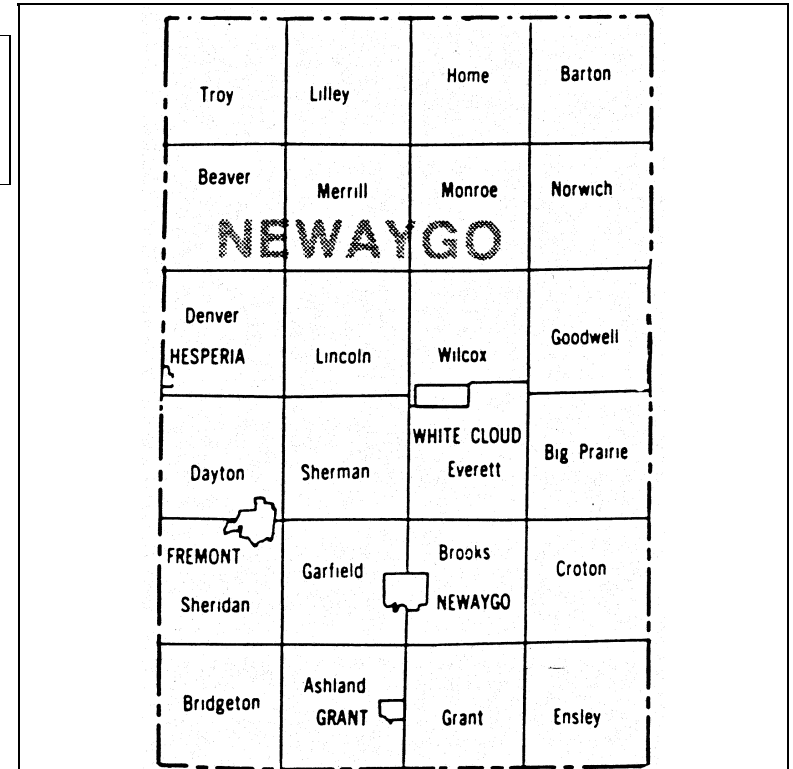 Troy
Lilley
Home
Barton
Beaver
Merrill
Monroe
Norwich
NEWAYGO
Denver
HESPERIA
Lincoln
Wilcox
Goodwell
WHITE CLOUD
Everett
Big Prairie
Dayton
Sherman
FREMONT
Sheridan
Garfield
Brooks
NEWAYGO
Croton
Bridgeton
Ashland
GRANT
Grant
Ensley